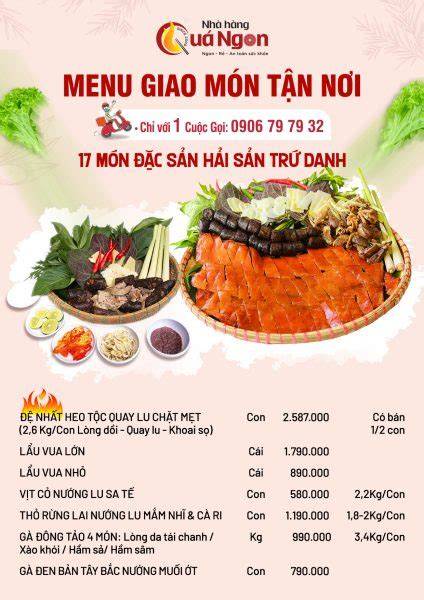 Nhà hàng
Quá Ngon
Ngon - Rẻ - An toàn sức khỏe
MENU GIAO MÓN TẬN NƠI
• Chỉ với 1 Cuộc Gọi: 0906 79 79 32
17 MÓN ĐẶC SẢN HẢI SẢN TRỨ DANH
ĐỆ NHẤT HEO TỘC QUAY LU CHẶT MẸT Con 2.587.000 Có bán
(2,6 Kg/Con Lòng dồi - Quay lu - Khoai sọ) 1/2 con
LẨU VUA LỚN Cái 1.790.000
LẨU VUA NHỎ Cái 890.000
VỊT CỎ NƯỚNG LU SA TẾ Con 580.000 2,2Kg/Con
THỎ RỪNG LAI NƯỚNG LU MẮM NHĨ & CÀ RI Con 1.190.000 1,8-2Kg/Con
GÀ ĐÔNG TẢO 4 MÓN: Lòng da tái chanh / Kg 990.000 3,4Kg/Con
Xào khói / Hầm sả/ Hầm sâm
GÀ ĐEN BẢN TÂY BẮC NƯỚNG MUỐI ỚT Con 790.000